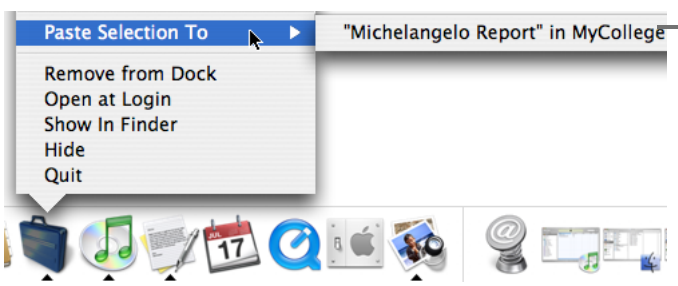 Paste Selection To
"Michelangelo Report" in MyCollege
Remove from Dock
Open at Login
Show In Finder
Hide
Quit
JUL
17
@